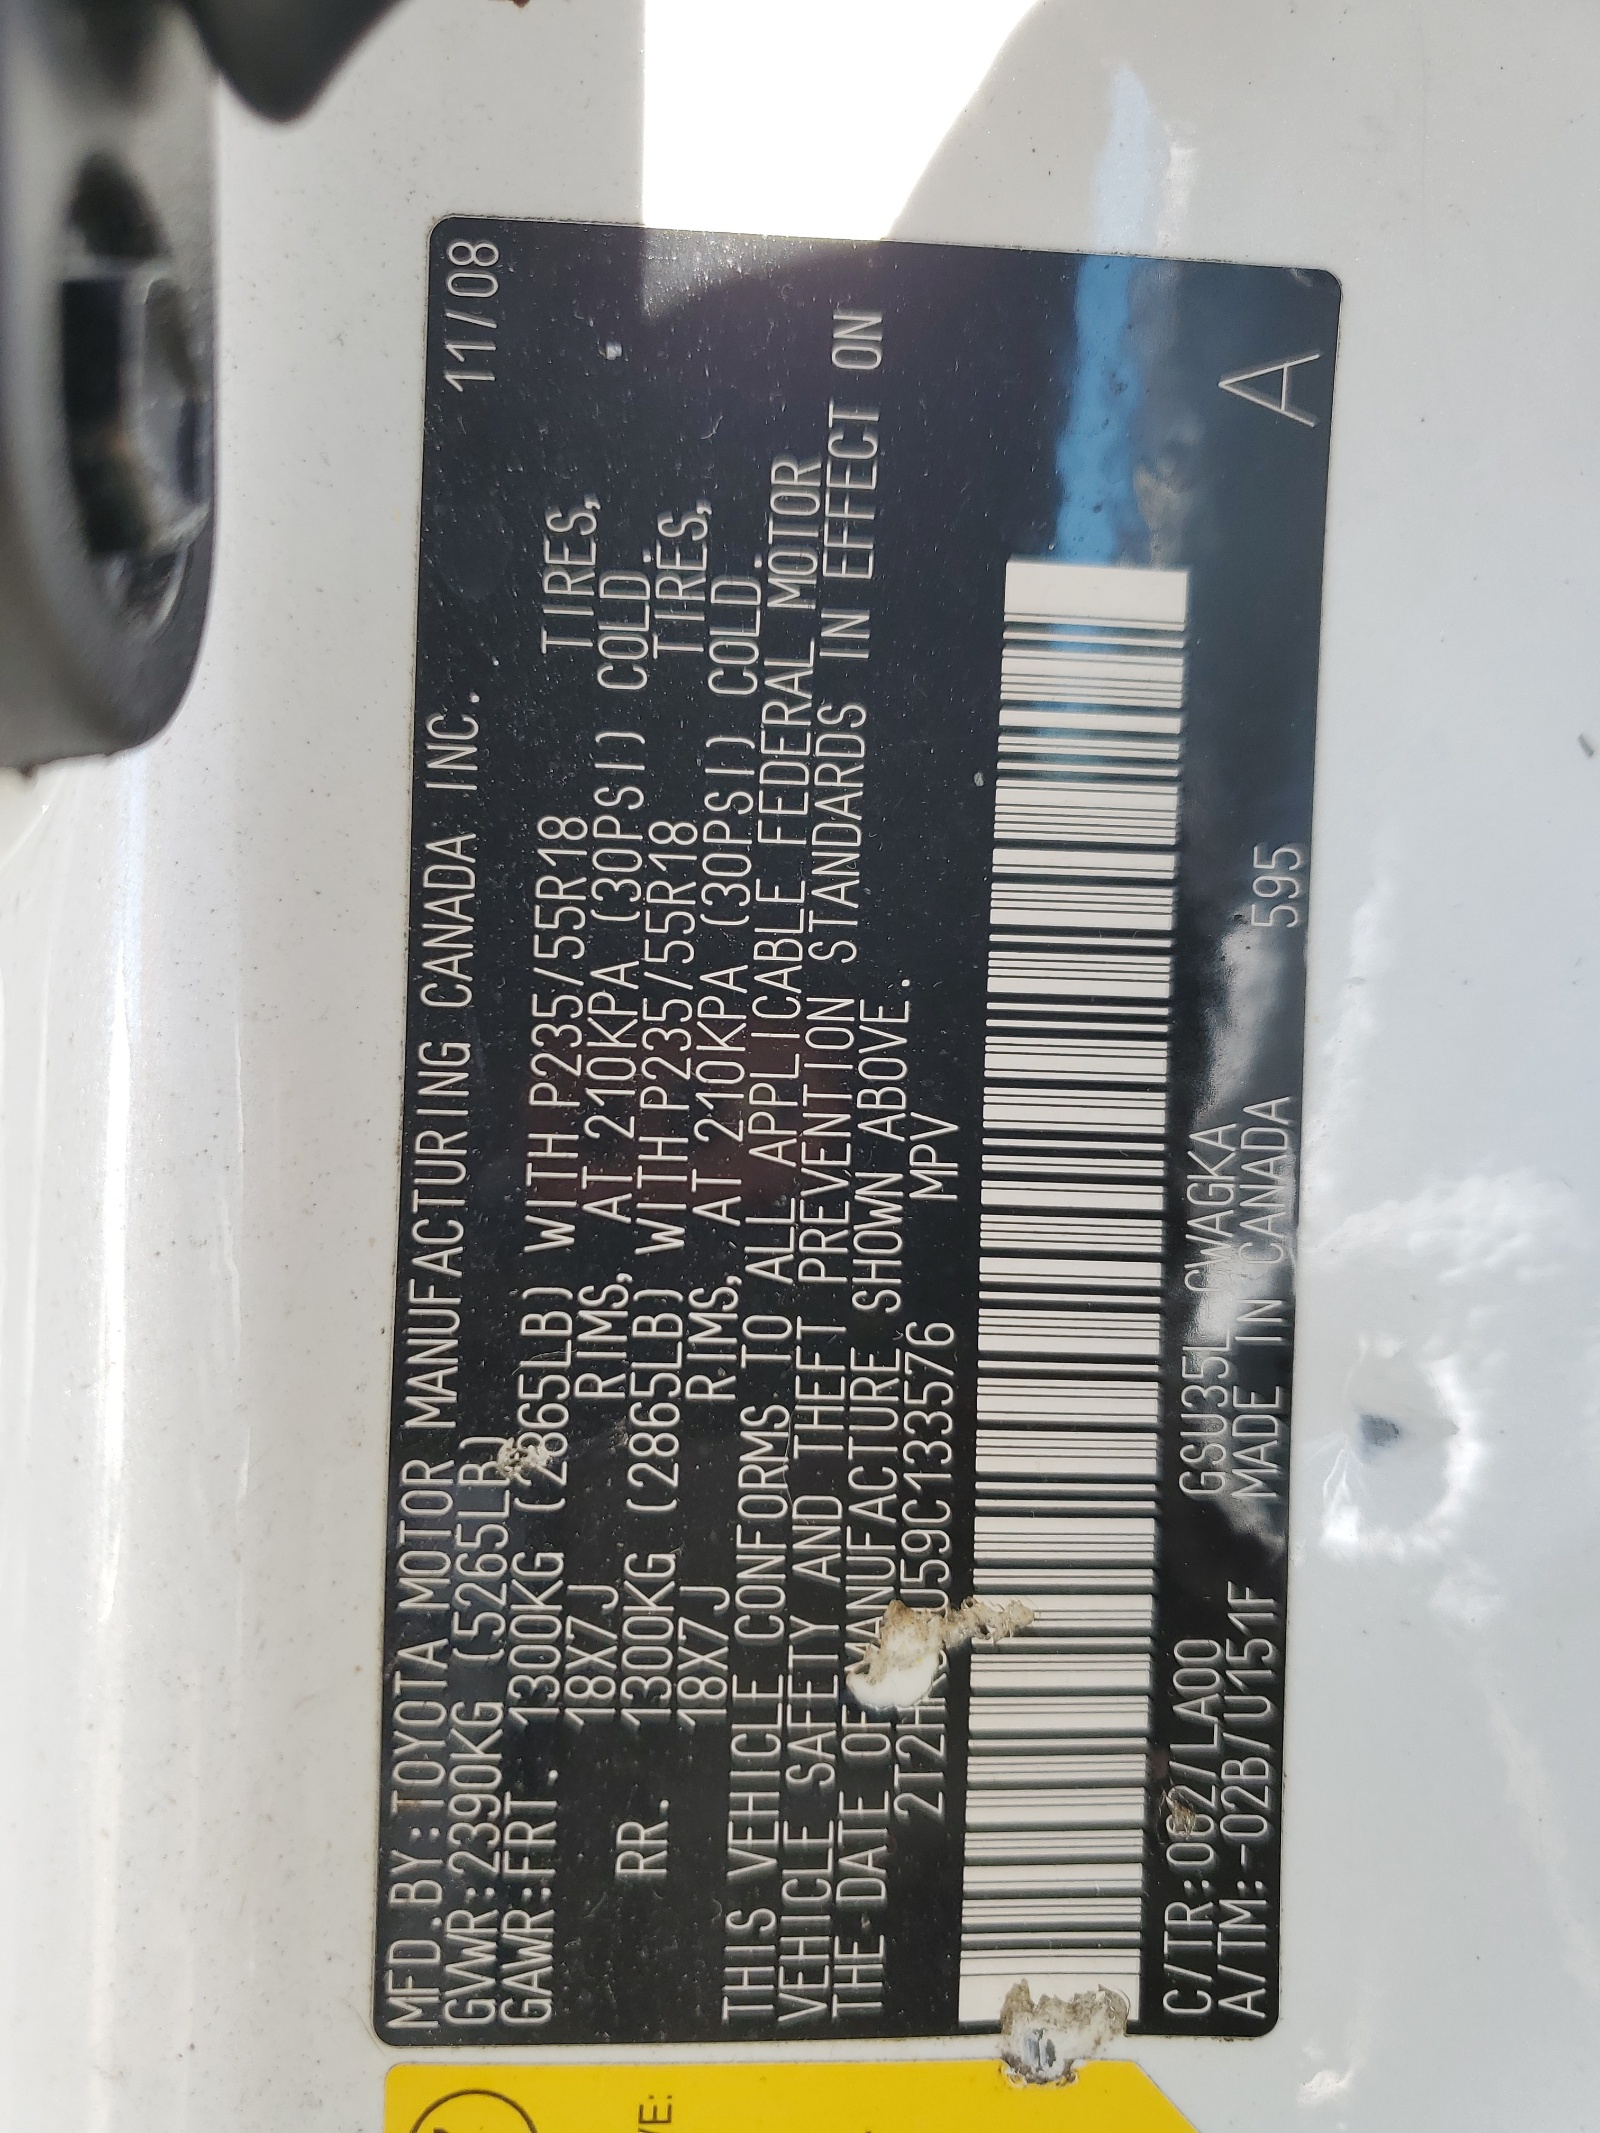 MFD.BY:TOYOTA MOTOR MANUFACTURING CANADA INC. 11/08
GVWR:2390KG (5265LB)
GAWR:FRT. 1300KG (2865LB) WITH P235/55R18 TIRES,
18X7J RIMS, AT 210KPA (30PSI) COLD
RR. 1300KG (2865LB) WITH P235/55R18 TIRES,
18X7J RIMS, AT 210KPA (30PSI) COLD.
THIS VEHICLE CONFORMS TO ALL APPLICABLE FEDERAL MOTOR
VEHICLE SAFETY AND THEFT PREVENTION STANDARDS IN EFFECT ON
THE DATE OF MANUFACTURE SHOWN ABOVE.
MPV
C/TR:062/LA00 GSU35L-GWAGKA
A/TM:-02B/U151F MADE IN CANADA 595 A